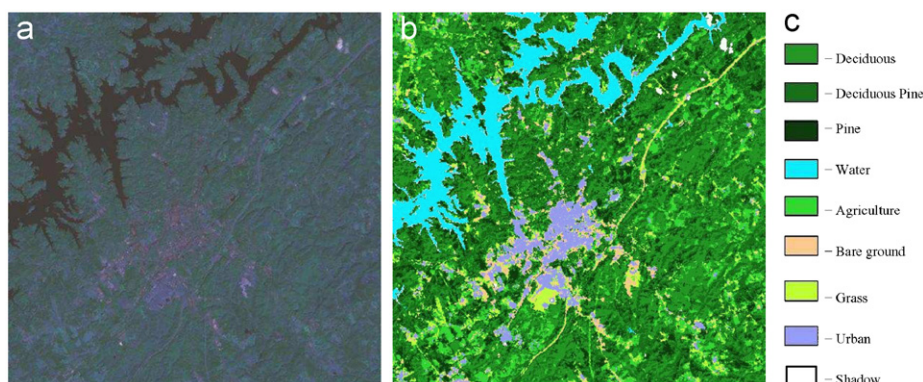 a
b
c
– Deciduous
– Deciduous Pine
– Pine
– Water
– Agriculture
– Bare ground
– Grass
– Urban
– Shadow